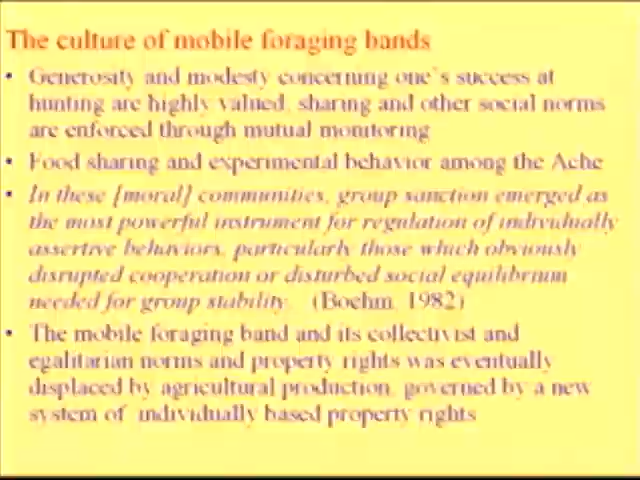 The culture of mobile foraging bands
• Generosity and modesty concerning one's success at
hunting are highly valued, sharing and other social norms
are enforced through mutual monitoring
• Food sharing and experimental behavior among the Ache
• In these [moral] communities, group sanction emerged as
the most powerful instrument for regulation of individually
assertive behaviors, particularly those which obviously
disrupted cooperation or disturbed social equilibrium
needed for group stability. (Boehm, 1982)
• The mobile foraging band and its collectivist and
egalitarian norms and property rights was eventually
displaced by agricultural production, governed by a new
system of individually based property rights